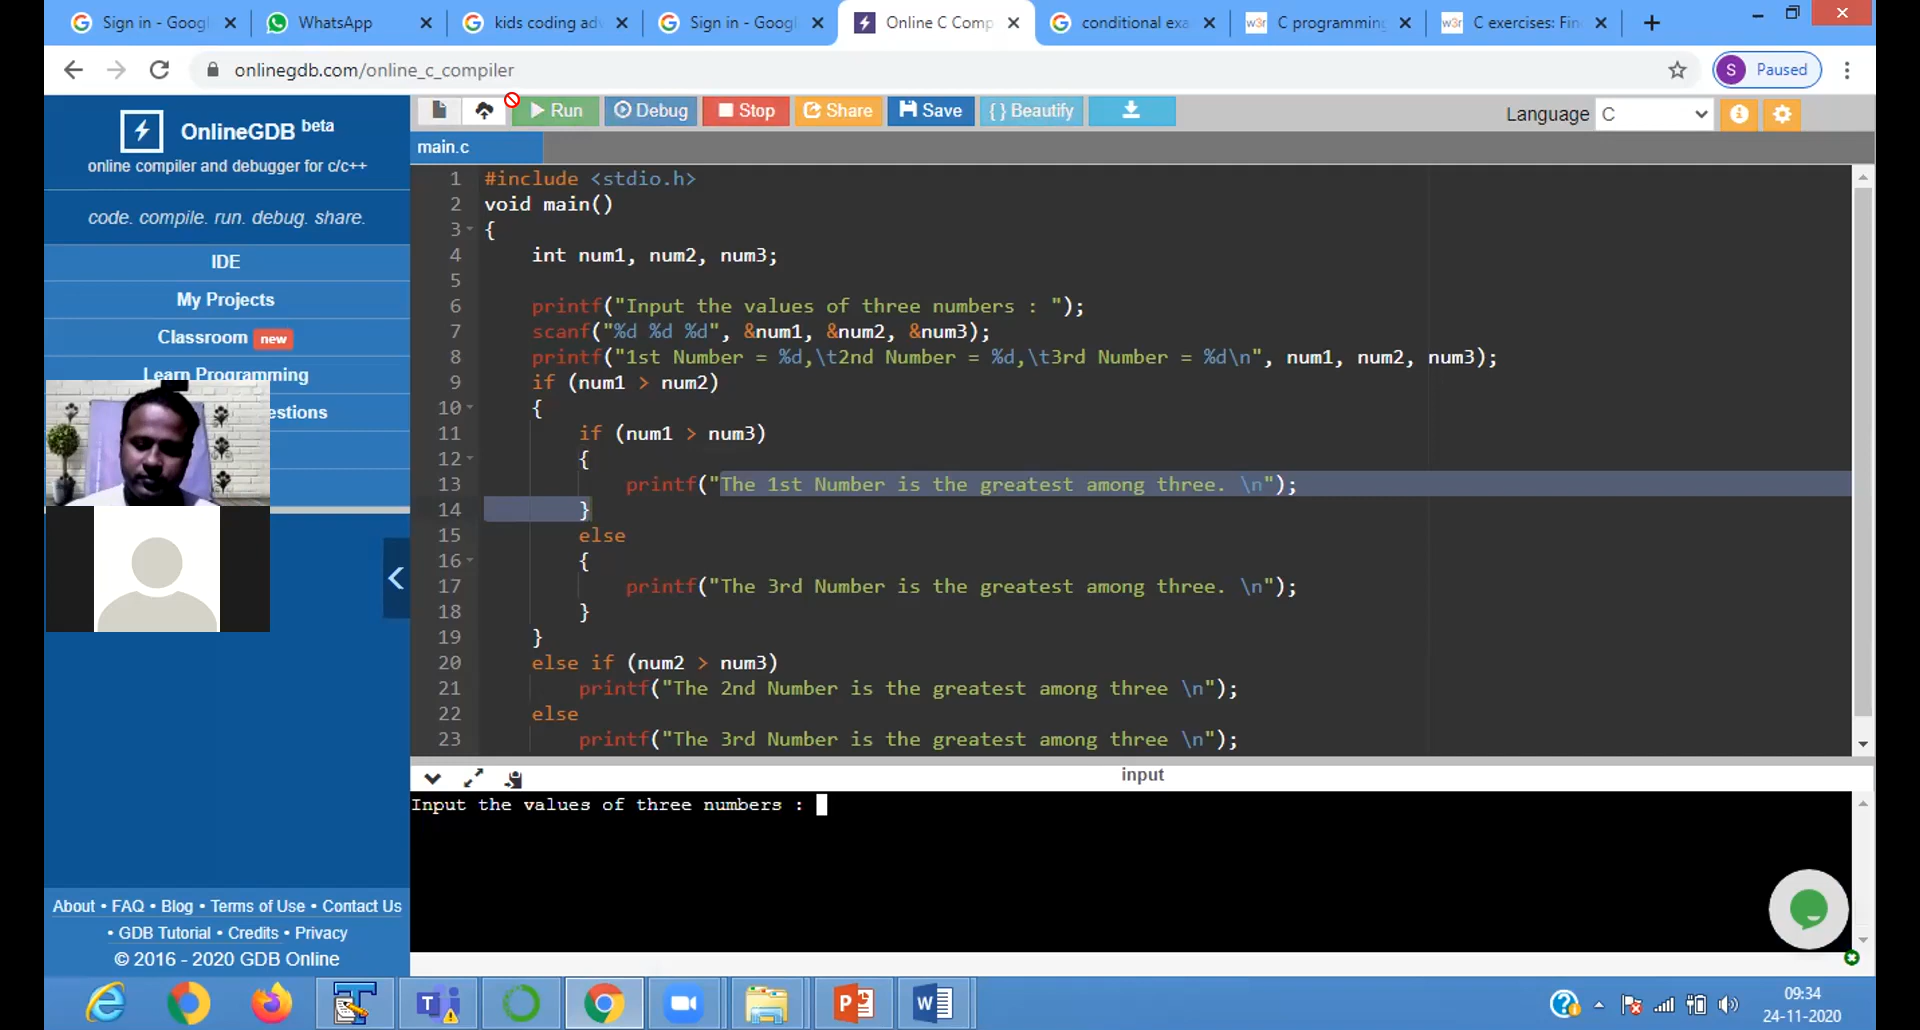 Sign in - Googl
WhatsApp
kids coding adv
Sign in - Googl
Online C Comp
conditional exa
C programming
C exercises: Fin
onlinegdb.com/online_c_compiler
S Paused
OnlineGDB beta
online compiler and debugger for c/c++
code. compile. run. debug. share.
IDE
My Projects
Classroom new
Learn Programming
estions
About • FAQ • Blog • Terms of Use • Contact Us
• GDB Tutorial • Credits • Privacy
© 2016 - 2020 GDB Online
Run
Debug
Stop
Share
Save
{ } Beautify
Language C
main.c
1 #include <stdio.h>
2 void main()
3 {
4 int num1, num2, num3;
5
6 printf("Input the values of three numbers : ");
7 scanf("%d %d %d", &num1, &num2, &num3);
8 printf("1st Number = %d,\t2nd Number = %d,\t3rd Number = %d\n", num1, num2, num3);
9 if (num1 > num2)
10 {
11 if (num1 > num3)
12 {
13 printf("The 1st Number is the greatest among three. \n");
14 }
15 else
16 {
17 printf("The 3rd Number is the greatest among three. \n");
18 }
19 }
20 else if (num2 > num3)
21 printf("The 2nd Number is the greatest among three \n");
22 else
23 printf("The 3rd Number is the greatest among three \n");
input
Input the values of three numbers :
09:34
24-11-2020